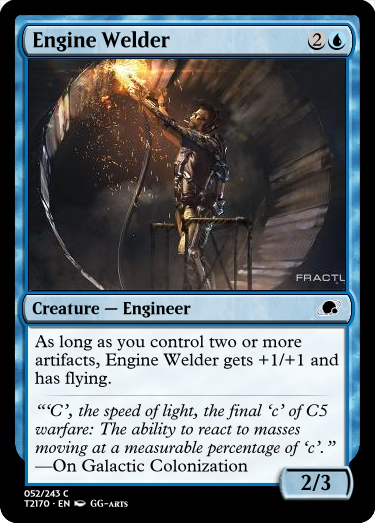 Engine Welder 2
FRACTL
Creature — Engineer
As long as you control two or more
artifacts, Engine Welder gets +1/+1 and
has flying.
“‘C’, the speed of light, the final ‘c’ of C5
warfare: The ability to react to masses
moving at a measurable percentage of ‘c’.”
—On Galactic Colonization
2/3
052/243 C
T2170 · EN GG-ARTS